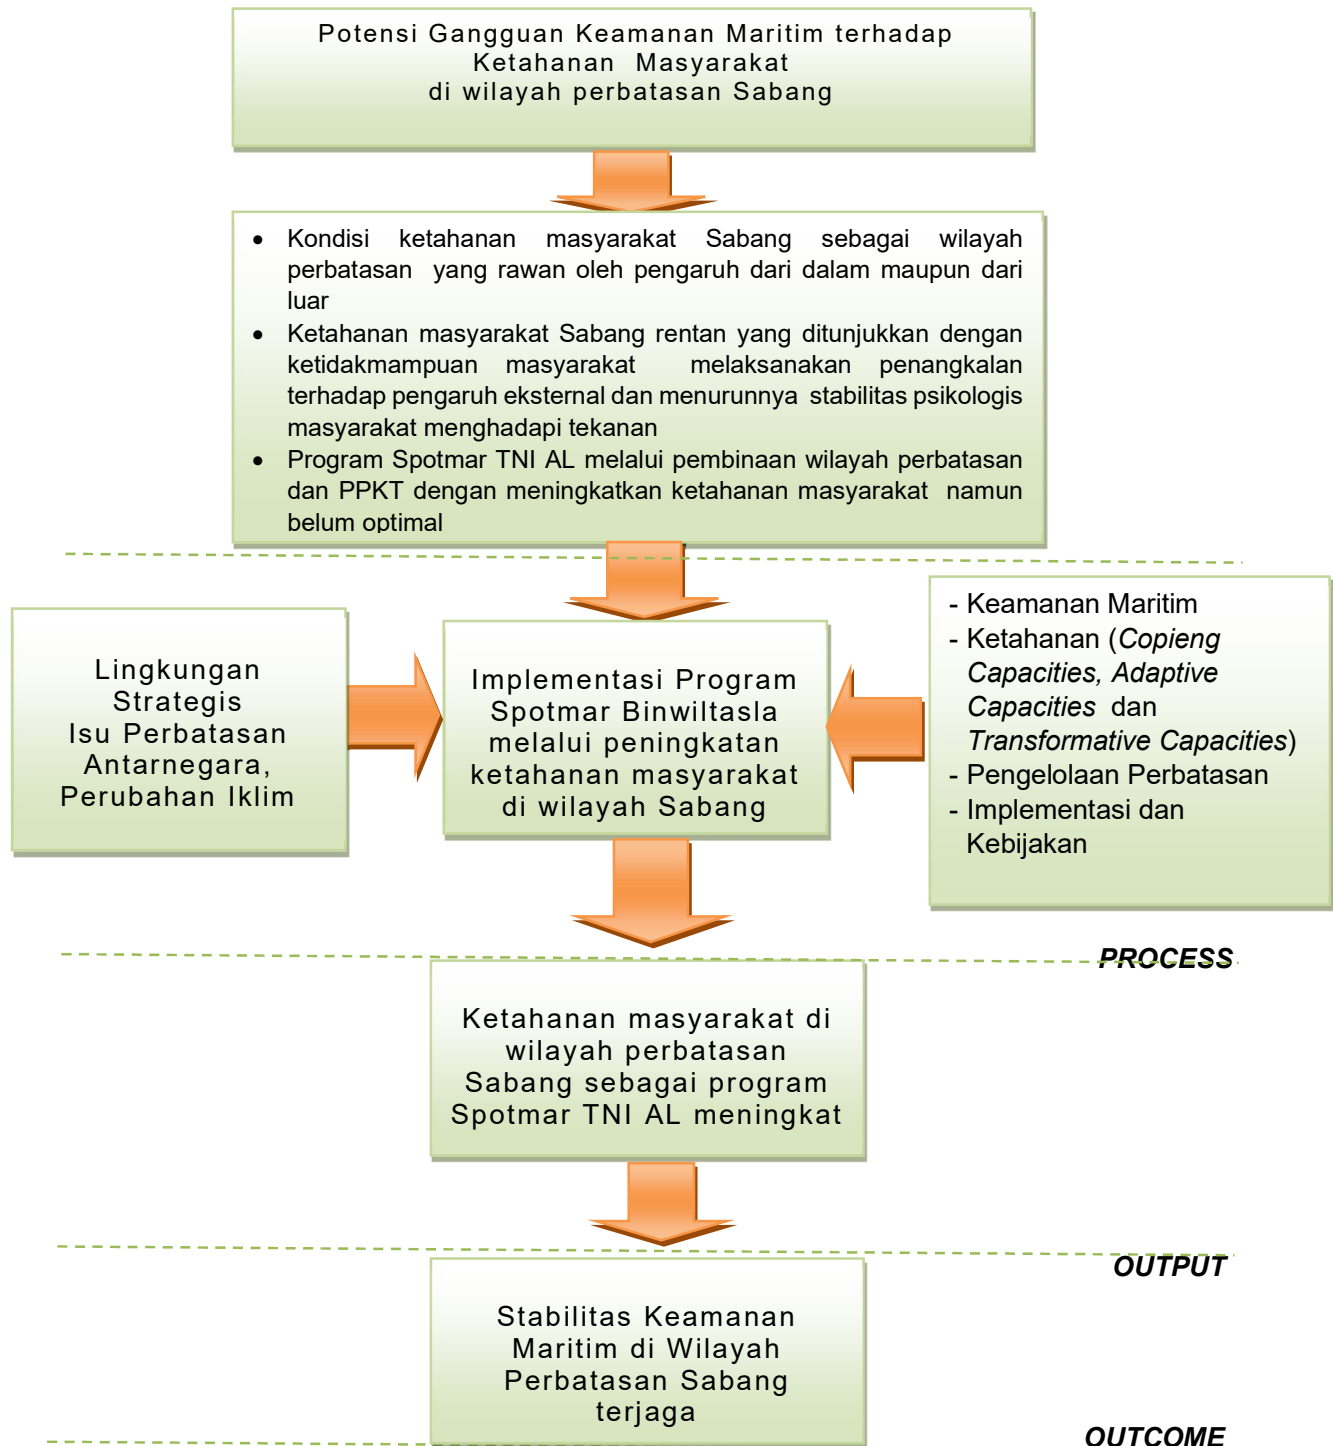 Potensi Gangguan Keamanan Maritim terhadap
Ketahanan Masyarakat
di wilayah perbatasan Sabang
• Kondisi ketahanan masyarakat Sabang sebagai wilayah
perbatasan yang rawan oleh pengaruh dari dalam maupun dari
luar
• Ketahanan masyarakat Sabang rentan yang ditunjukkan dengan
ketidakmampuan masyarakat melaksanakan penangkalan
terhadap pengaruh eksternal dan menurunnya stabilitas psikologis
masyarakat menghadapi tekanan
• Program Spotmar TNI AL melalui pembinaan wilayah perbatasan
dan PPKT dengan meningkatkan ketahanan masyarakat namun
belum optimal
Lingkungan
Strategis
Isu Perbatasan
Antarnegara,
Perubahan Iklim
Implementasi Program
Spotmar Binwiltasla
melalui peningkatan
ketahanan masyarakat
di wilayah Sabang
- Keamanan Maritim
- Ketahanan (Copieng
Capacities, Adaptive
Capacities dan
Transformative Capacities)
- Pengelolaan Perbatasan
- Implementasi dan
Kebijakan
PROCESS
Ketahanan masyarakat di
wilayah perbatasan
Sabang sebagai program
Spotmar TNI AL meningkat
OUTPUT
Stabilitas Keamanan
Maritim di Wilayah
Perbatasan Sabang
terjaga
OUTCOME